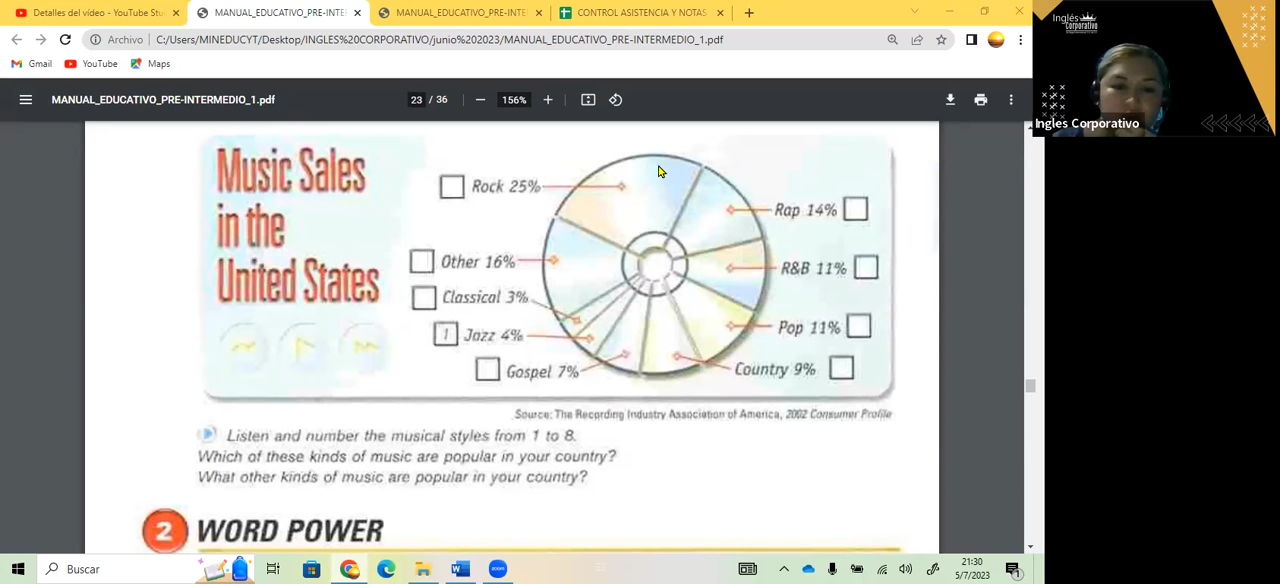 Detalles del vídeo - YouTube Stu
MANUAL_EDUCATIVO_PRE-INTERME
MANUAL_EDUCATIVO_PRE-INTERME
CONTROL ASISTENCIA Y NOTAS
Archivo
C:/Users/MINEDUCYT/Desktop/INGLES%20CORPORATIVO/junio%202023/MANUAL_EDUCATIVO_PRE-INTERMEDIO_1.pdf
Gmail
YouTube
Maps
MANUAL_EDUCATIVO_PRE-INTERMEDIO_1.pdf
23 / 36
156%
Inglés
Corporativo
Ingles Corporativo
Music Sales
in the
United States
Rock 25%
Other 16%
Classical 3%
1 Jazz 4%
Gospel 7%
Rap 14%
R&B 11%
Pop 11%
Country 9%
Source: The Recording Industry Association of America, 2002 Consumer Profile
Listen and number the musical styles from 1 to 8.
Which of these kinds of music are popular in your country?
What other kinds of music are popular in your country?
2 WORD POWER
Buscar
21:30
5/7/2023